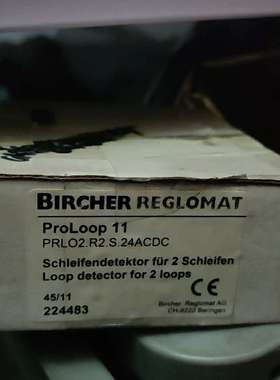 BIRCHER REGLOMAT
ProLoop 11
PRLO2.R2.S.24ACDC
Schleifendetektor für 2 Schleifen
Loop detector for 2 loops
CE
45/11
224483
Bircher Reglomat AG
CH-8222 Beringen